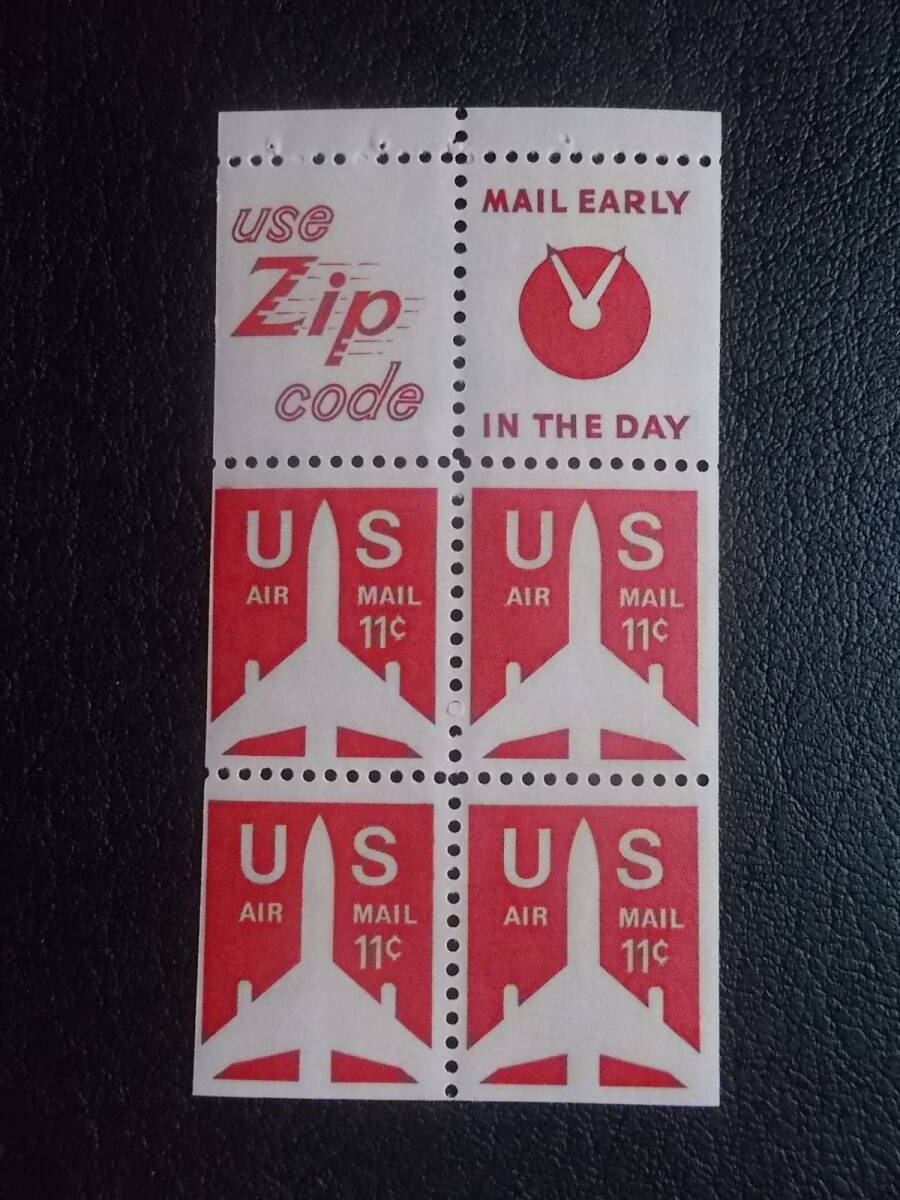 use
Zip
code
MAIL EARLY
IN THE DAY
U S
AIR MAIL
11¢
U S
AIR MAIL
11¢
U S
AIR MAIL
11¢
U S
AIR MAIL
11¢